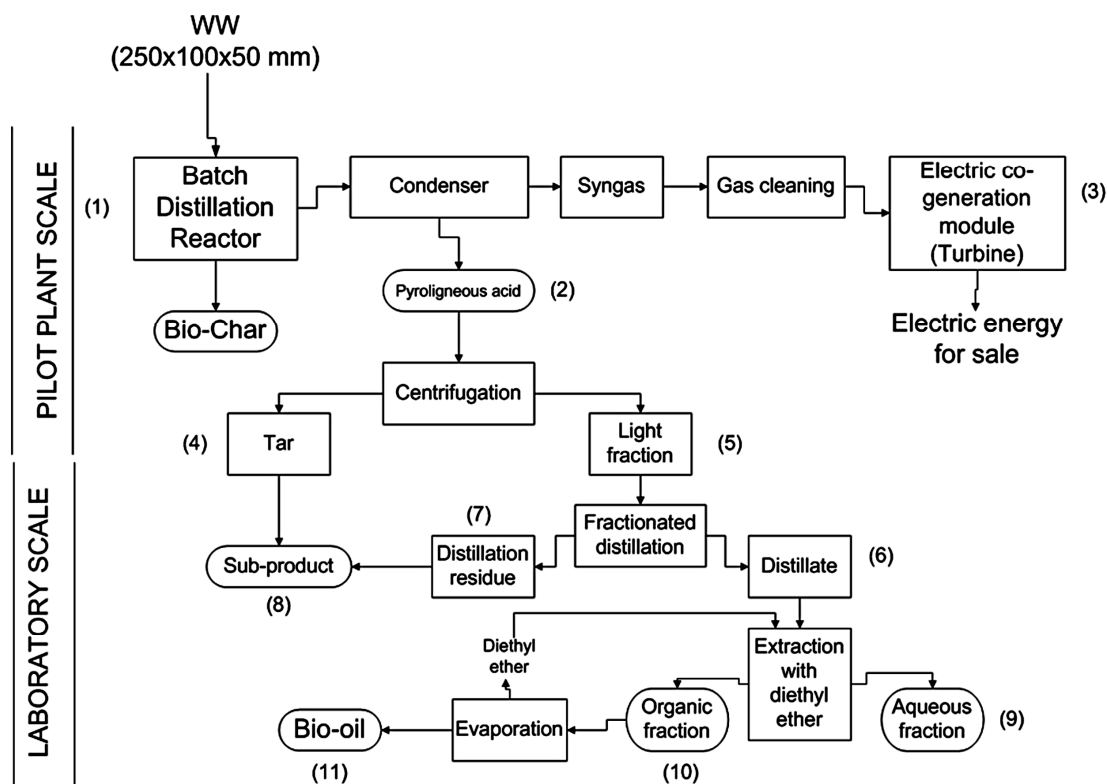 WW
(250x100x50 mm)
PILOT PLANT SCALE
(1)
Batch
Distillation
Reactor
Condenser
Syngas
Gas cleaning
Electric co-
generation
module
(Turbine)
(3)
Bio-Char
Pyroligneous acid
(2)
Electric energy
for sale
Centrifugation
(4)
Tar
Light
fraction
(5)
LABORATORY SCALE
(7)
Fractionated
distillation
Distillation
residue
Sub-product
(8)
Distillate
(6)
Diethyl
ether
Extraction
with
diethyl
ether
Bio-oil
(11)
Evaporation
Organic
fraction
(10)
Aqueous
fraction
(9)